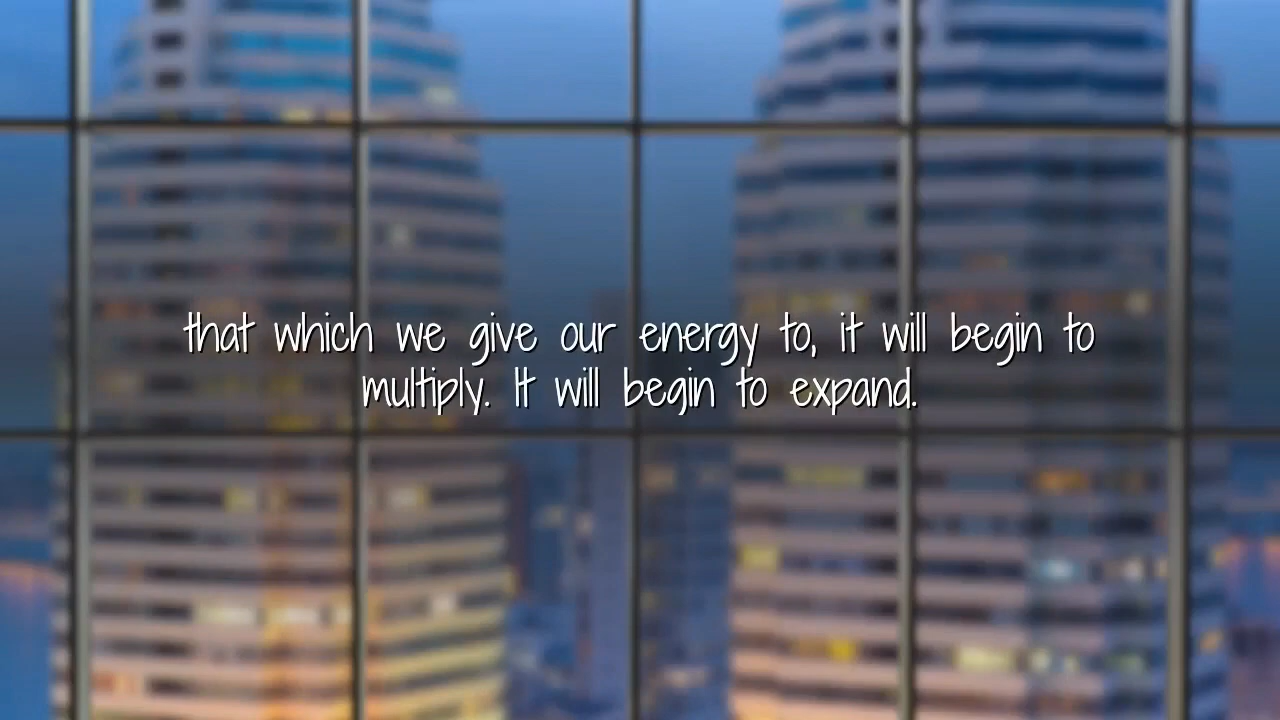 that which we give our energy to, it will begin to
multiply. It will begin to expand.